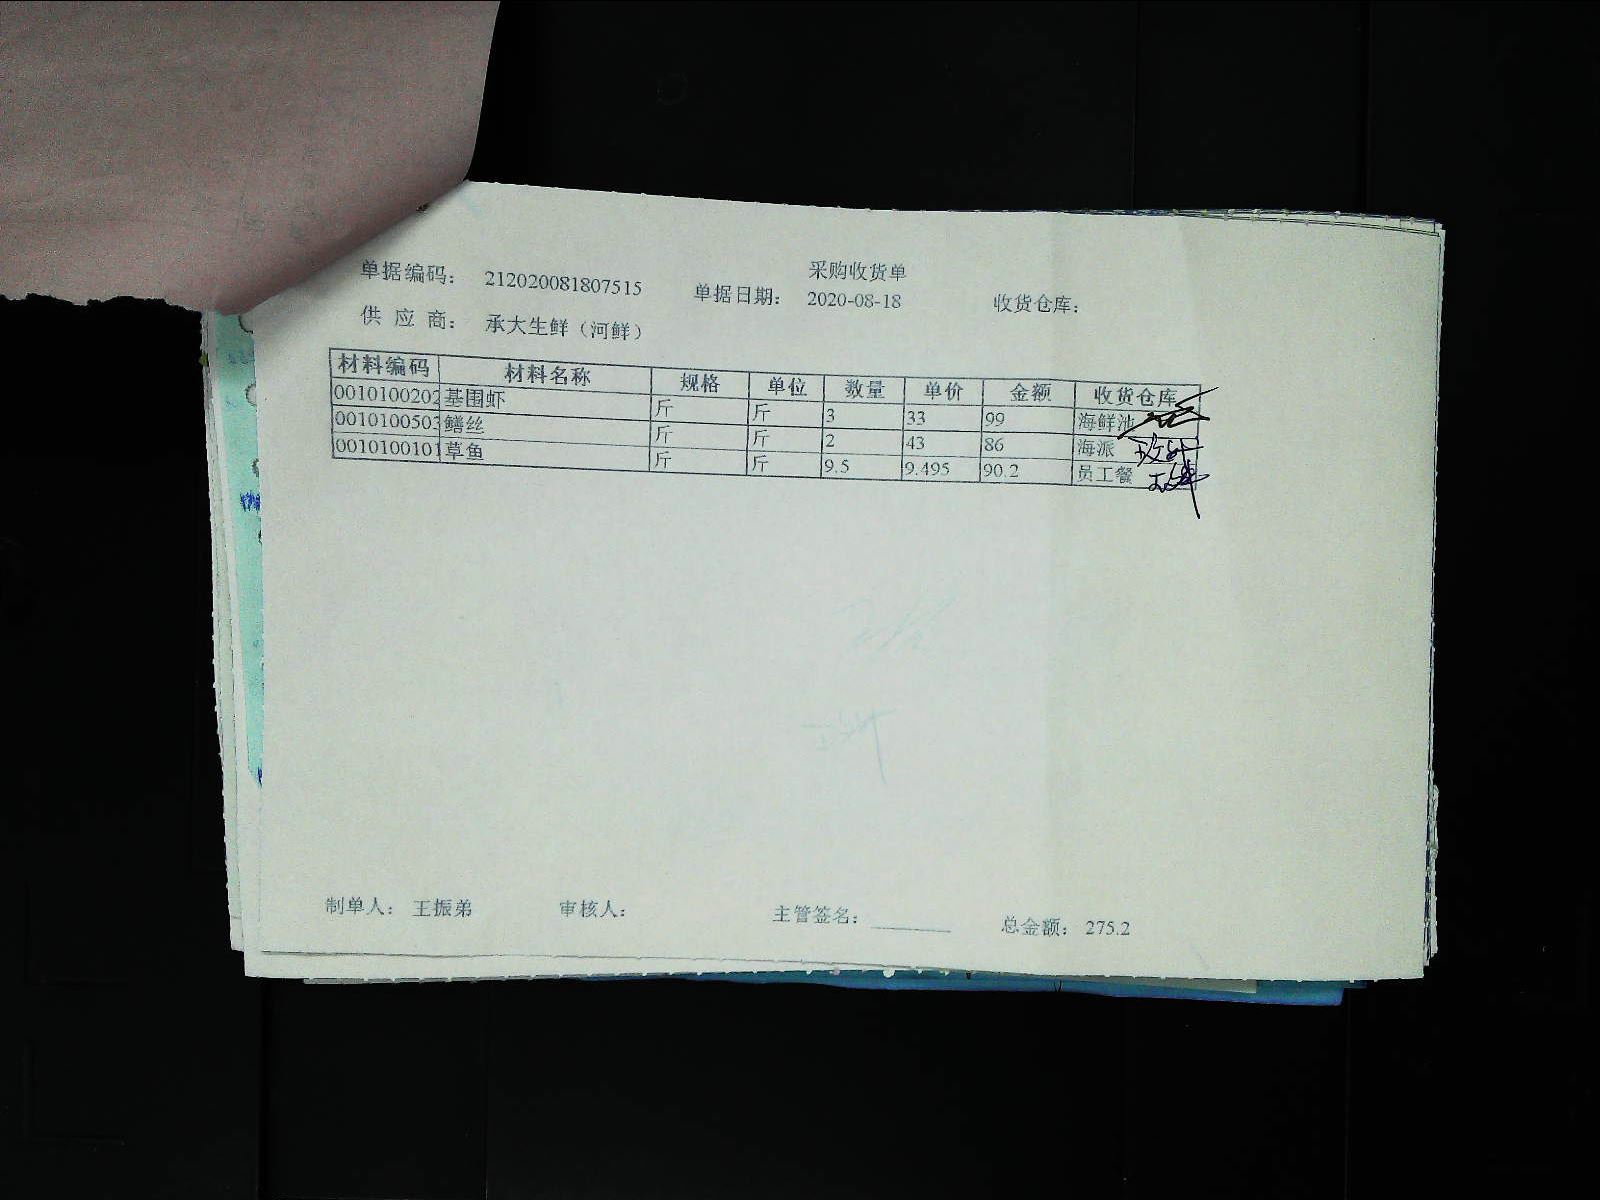 采购收货单
单据编码: 212020081807515 单据日期: 2020-08-18 收货仓库:
供 应 商: 承大生鲜（河鲜）
材料编码 材料名称 规格 单位 数量 单价 金额 收货仓库
0010100202 基围虾 斤 斤 3 33 99 海鲜池
0010100503 鳝丝 斤 斤 2 43 86 海派
0010100101 草鱼 斤 斤 9.5 9.495 90.2 员工餐
制单人: 王振弟 审核人: 主管签名: 总金额: 275.2